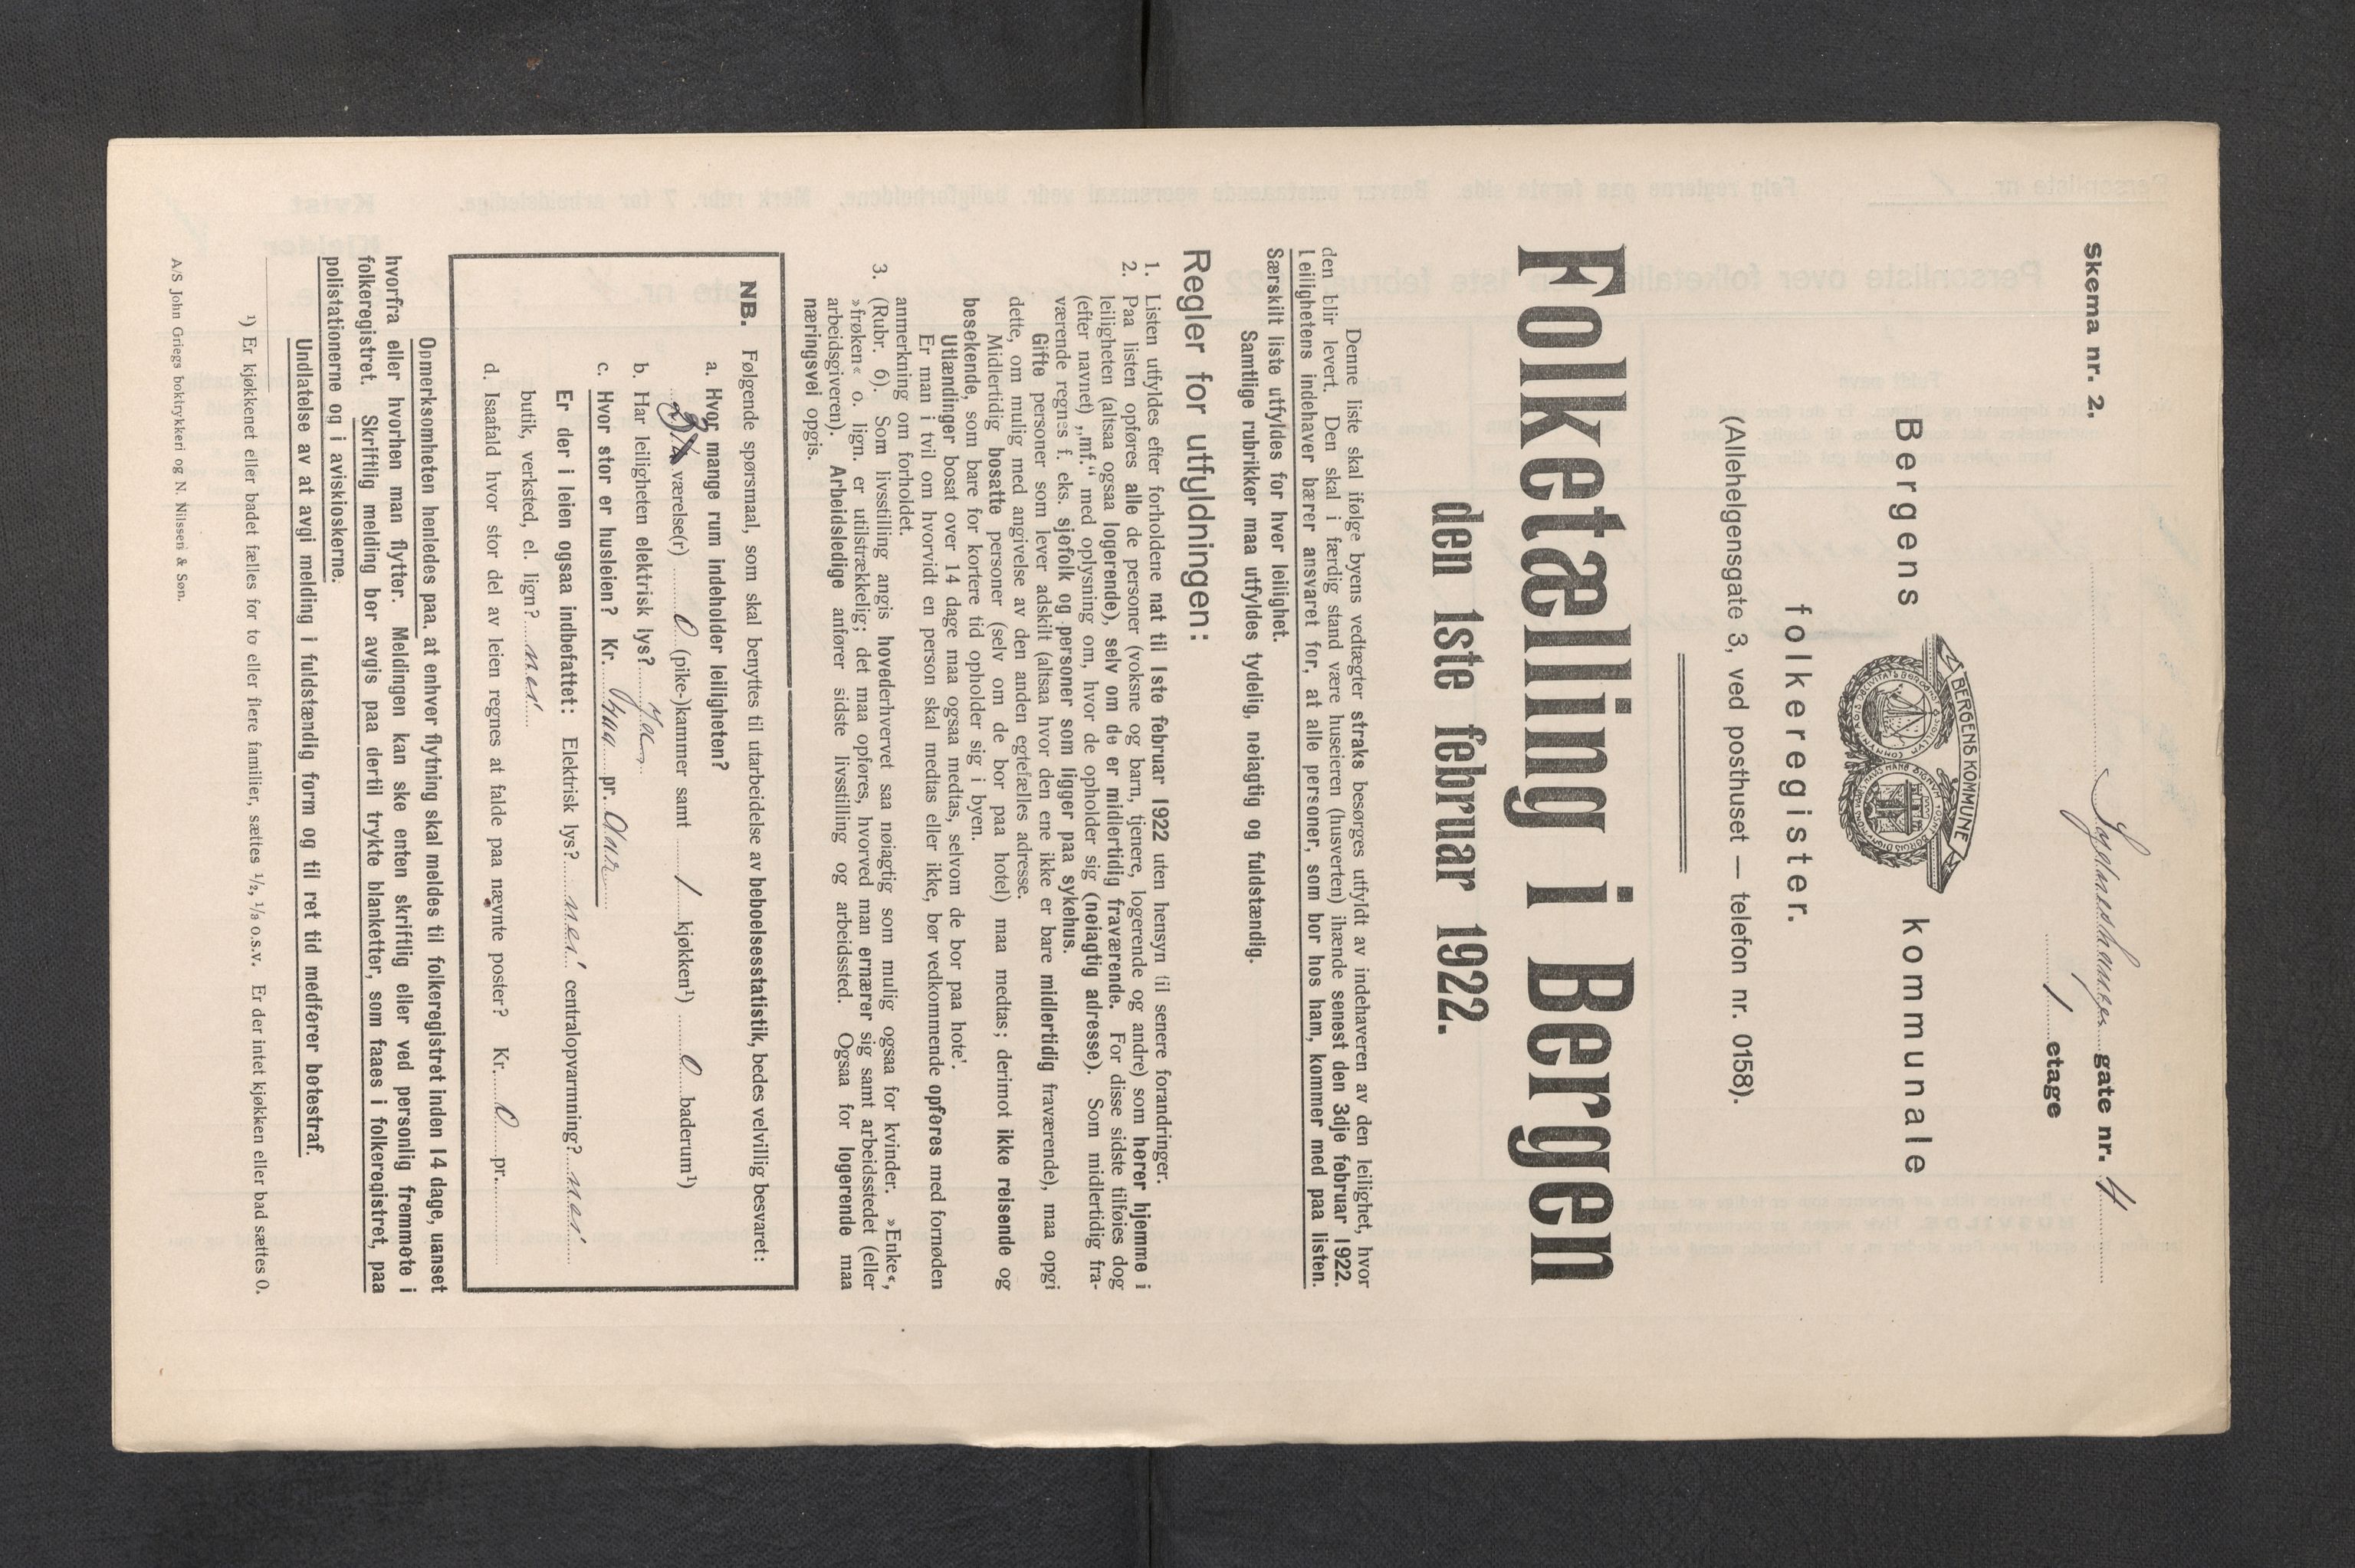 Skema nr. 2.
gate nr. 4
1 etage
Bergens kommunale
BERGENS KOMMUNE
folkeregister.
(Allehelgensgate 3, ved posthuset — telefon nr. 0158).
Folketælling i Bergen
den 1ste februar 1922.
Denne liste skal ifølge byens vedtægter straks besørges utfyldt av indehaveren av den leilighet, hvor
den blir levert. Den skal i færdig stand være huseieren (husverten) ihænde senest den 3dje februar 1922.
Leilighetens indehaver bærer ansvaret for, at alle personer, som bor hos ham, kommer med paa listen.
Særskilt liste utfyldes for hver leilighet.
Samtlige rubrikker maa utfyldes tydelig, nøiagtig og fuldstændig.
Regler for utfyldningen:
1. Listen utfyldes efter forholdene nat til 1ste februar 1922 uten hensyn til senere forandringer.
2. Paa listen opføres alle de personer (voksne og barn, tjenere, logerende og andre) som hører hjemme i
leiligheten (altsaa ogsaa logerende), selv om de er midlertidig fraværende. For disse sidste tilføies dog
(efter navnet) „mf.“ med oplysning om, hvor de opholder sig (nøiagtig adresse). Som midlertidig fra-
værende regnes f. eks. sjøfolk og personer som ligger paa sykehus.
Gifte personer som lever adskilt (altsaa hvor den ene ikke er bare midlertidig fraværende), maa opgi
dette, om mulig med angivelse av den anden egtefælles adresse.
Midlertidig bosatte personer (selv om de bor paa hotel) maa medtas; derimot ikke reisende og
besøkende, som bare for kortere tid opholder sig i byen.
Utlændinger bosat over 14 dage maa ogsaa medtas, selvom de bor paa hotel.
Er man i tvil om hvorvidt en person skal medtas eller ikke, bør vedkommende opføres med fornøden
anmerkning om forholdet.
3. (Rubr. 6). Som livsstilling angis hovederhvervet saa nøiagtig som mulig ogsaa for kvinder. »Enke«,
»frøken« o. lign. er utilstrækkelig; det maa opføres, hvorved man ernærer sig samt arbeidsstedet (eller
arbeidsgiveren). Arbeidsledige anfører sidste livsstilling og arbeidssted. Ogsaa for logerende maa
næringsvei opgis.
NB. Følgende spørsmaal, som skal benyttes til utarbeidelse av beboelsesstatistik, bedes velvillig besvaret:
a. Hvor mange rum indeholder leiligheten?
værelse(r) 0 (pike-)kammer samt 1 kjøkken¹) 0 baderum¹)
b. Har leiligheten elektrisk lys? Ja
c. Hvor stor er husleien? Kr. pr.
Er der i leien ogsaa indbefattet: Elektrisk lys? nei centralopvarmning? nei
butik, verksted, el. lign? nei
d. Isaafald hvor stor del av leien regnes at falde paa nævnte poster? Kr. 0 pr.
Opmerksomheten henledes paa, at enhver flytning skal meldes til folkeregistret inden 14 dage, uanset
hvorfra eller hvorhen man flytter. Meldingen kan ske enten skriftlig eller ved personlig fremmøte i
folkeregistret. Skriftlig melding bør avgis paa dertil trykte blanketter, som faaes i folkeregistret, paa
polistationerne og i aviskioskerne.
Undlatelse av at avgi melding i fuldstændig form og til ret tid medfører bøtestraf.
¹) Er kjøkkenet eller badet fælles for to eller flere familier, sættes ½, ⅓ o.s.v. Er der intet kjøkken eller bad sættes 0.
A/S John Griegs boktrykkeri og N. Nilssen & Søn.